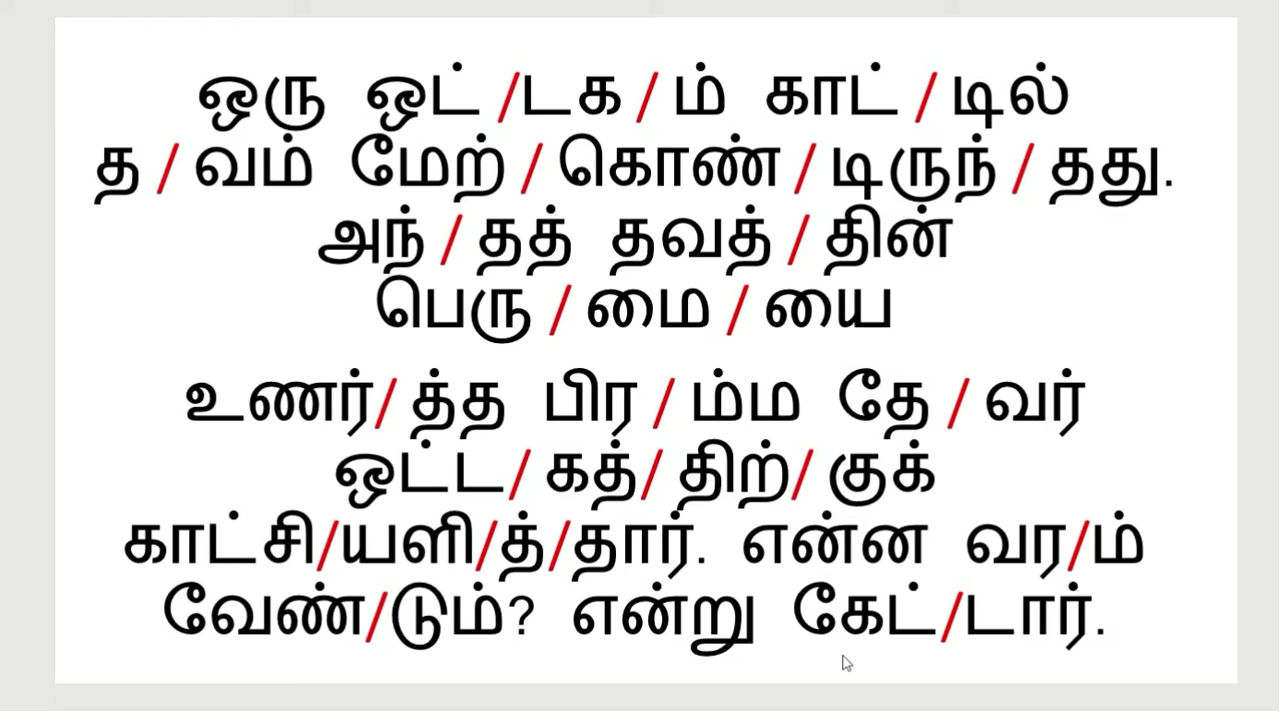 ஒரு ஒட் /டக / ம் காட் / டில்
த / வம் மேற் / கொண் / டிருந் / தது.
அந் / தத் தவத் / தின்
பெரு / மை / யை
உணர்/ த்த பிர / ம்ம தே / வர்
ஒட்ட/ கத்/ திற்/ குக்
காட்சி/யளி/த்/தார். என்ன வர/ம்
வேண்/டும்? என்று கேட்/டார்.